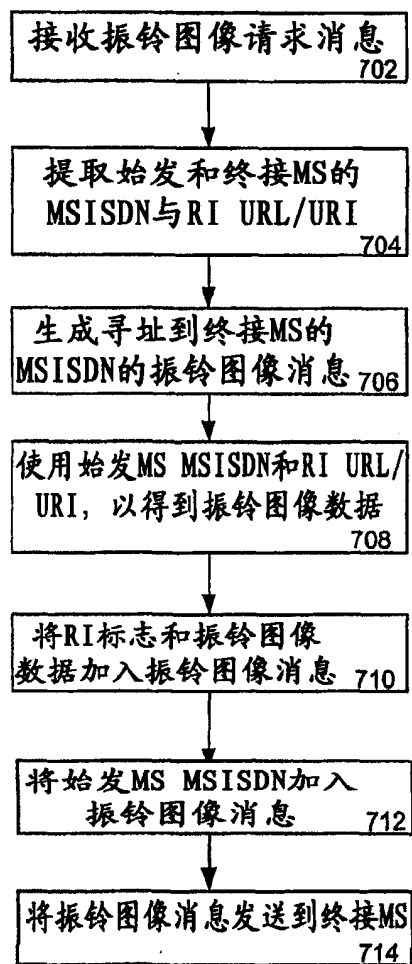 接收振铃图像请求消息
702
提取始发和终接MS的
MSISDN与RI URL/URI
704
生成寻址到终接MS的
MSISDN的振铃图像消息 706
使用始发MS MSISDN和RI URL/
URI, 以得到振铃图像数据
708
将RI标志和振铃图像
数据加入振铃图像消息 710
将始发MS MSISDN加入
振铃图像消息 712
将振铃图像消息发送到终接MS
714